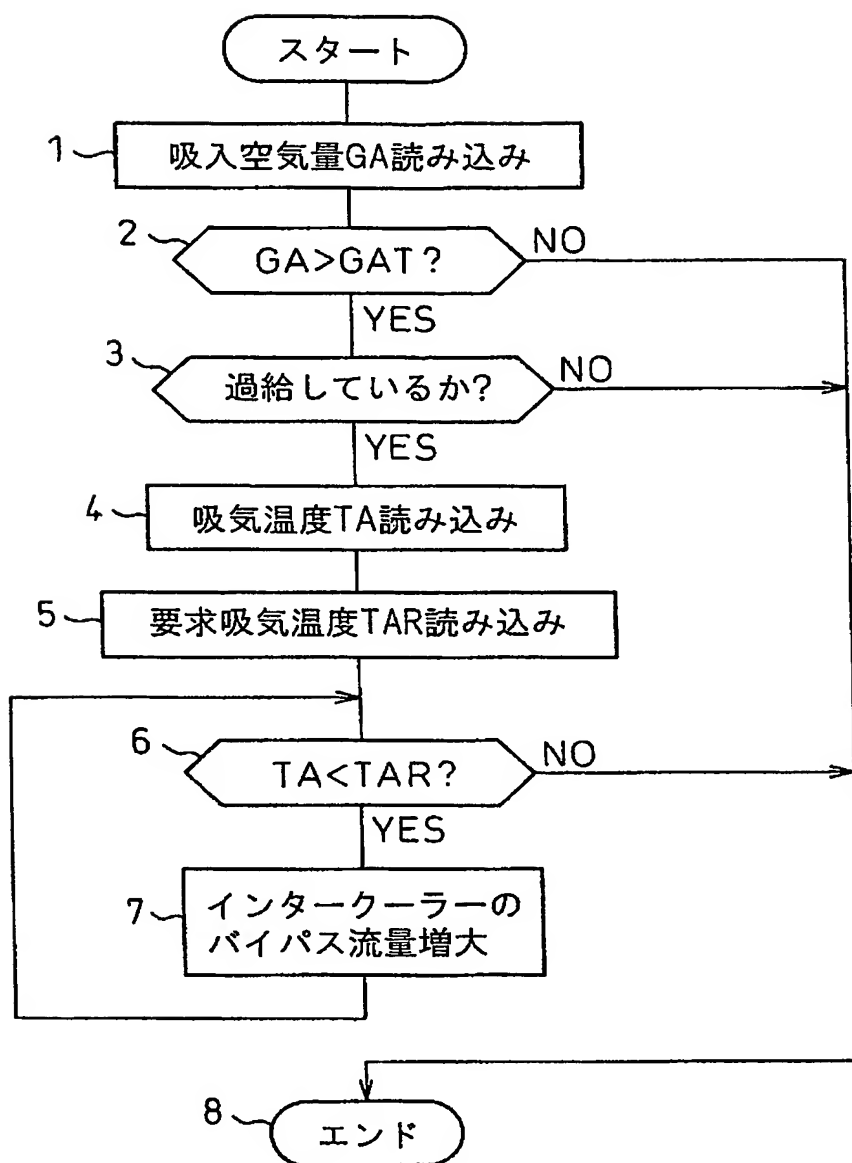 スタート
1
吸入空気量GA読み込み
2
GA>GAT?
NO
YES
3
過給しているか?
NO
YES
4
吸気温度TA読み込み
5
要求吸気温度TAR読み込み
6
TA<TAR?
NO
YES
7
インタークーラーの
バイパス流量増大
8
エンド